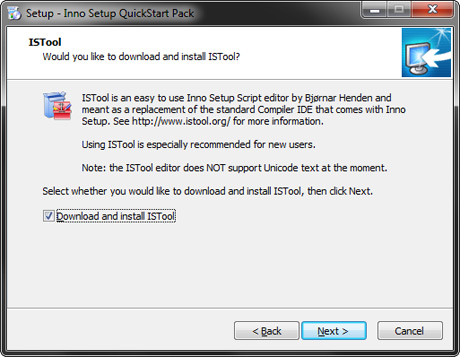 Setup - Inno Setup QuickStart Pack
ISTool
Would you like to download and install ISTool?
ISTool is an easy to use Inno Setup Script editor by Bjørnar Henden and
meant as a replacement of the standard Compiler IDE that comes with Inno
Setup. See http://www.istool.org/ for more information.
Using ISTool is especially recommended for new users.
Note: the ISTool editor does NOT support Unicode text at the moment.
Select whether you would like to download and install ISTool, then click Next.
Download and install ISTool
< Back
Next >
Cancel